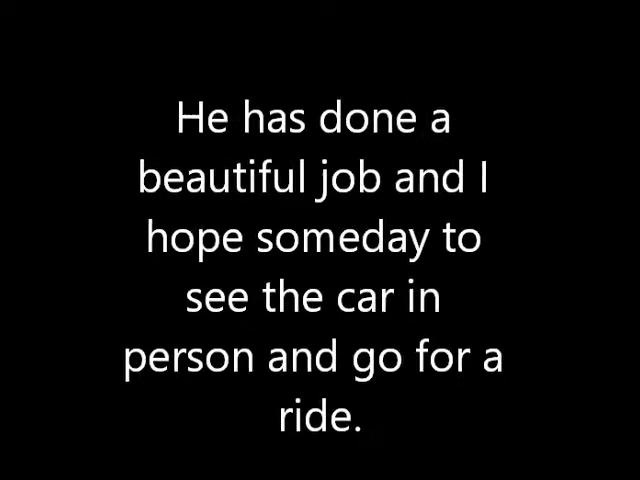 He has done a
beautiful job and I
hope someday to
see the car in
person and go for a
ride.